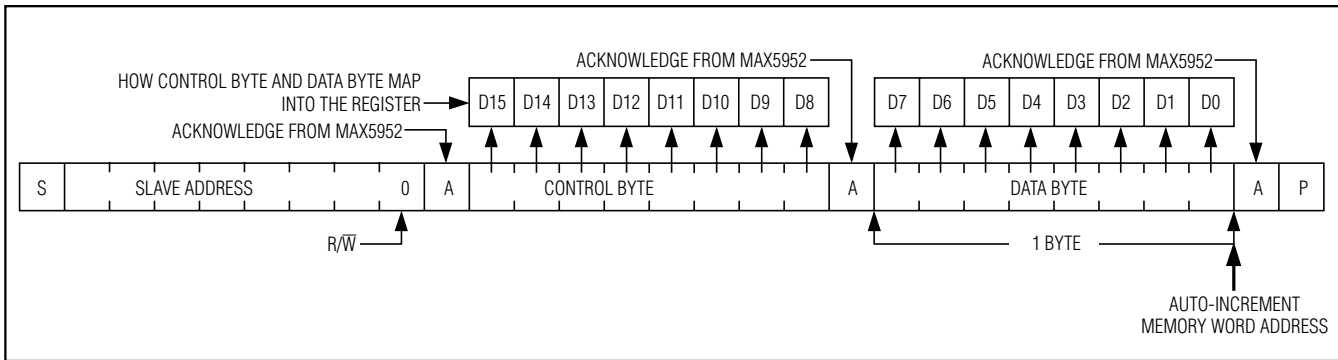 ACKNOWLEDGE FROM MAX5952
ACKNOWLEDGE FROM MAX5952
HOW CONTROL BYTE AND DATA BYTE MAP
INTO THE REGISTER
D15 D14 D13 D12 D11 D10 D9 D8
D7 D6 D5 D4 D3 D2 D1 D0
ACKNOWLEDGE FROM MAX5952
S SLAVE ADDRESS 0 A CONTROL BYTE A DATA BYTE A P
R/W̅
1 BYTE
AUTO-INCREMENT
MEMORY WORD ADDRESS